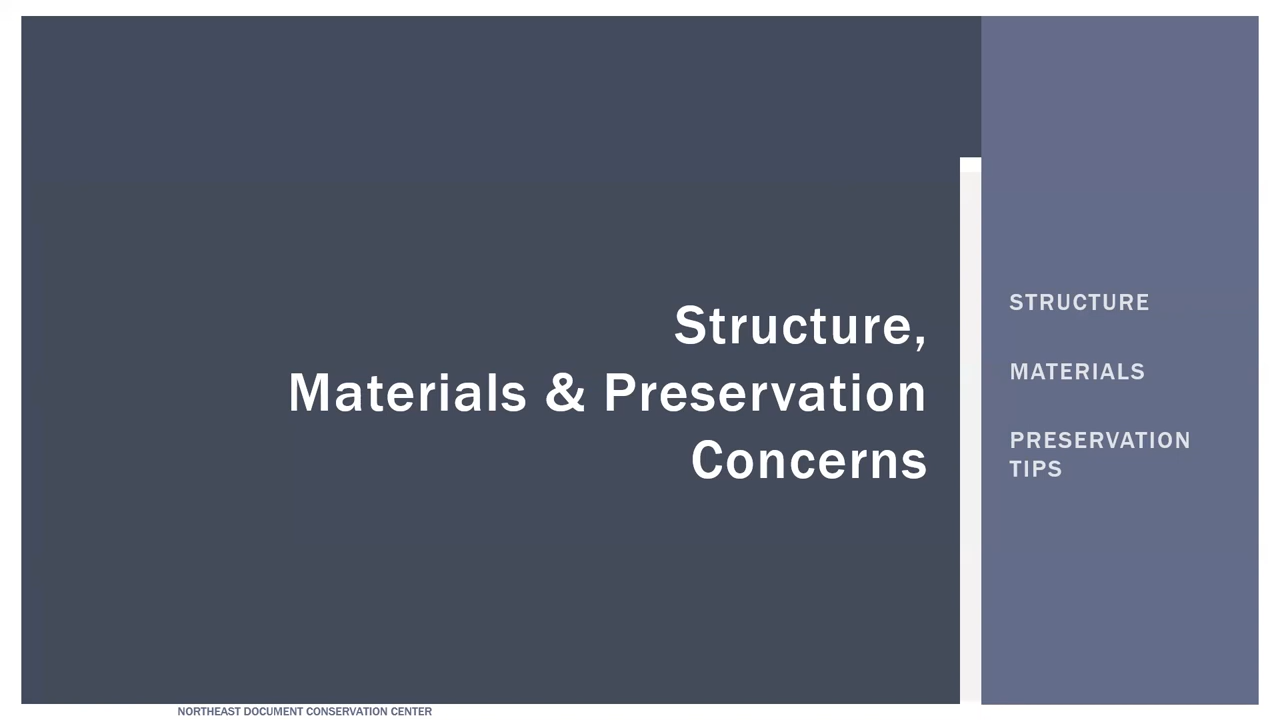 Structure,
Materials & Preservation
Concerns
STRUCTURE
MATERIALS
PRESERVATION
TIPS
NORTHEAST DOCUMENT CONSERVATION CENTER